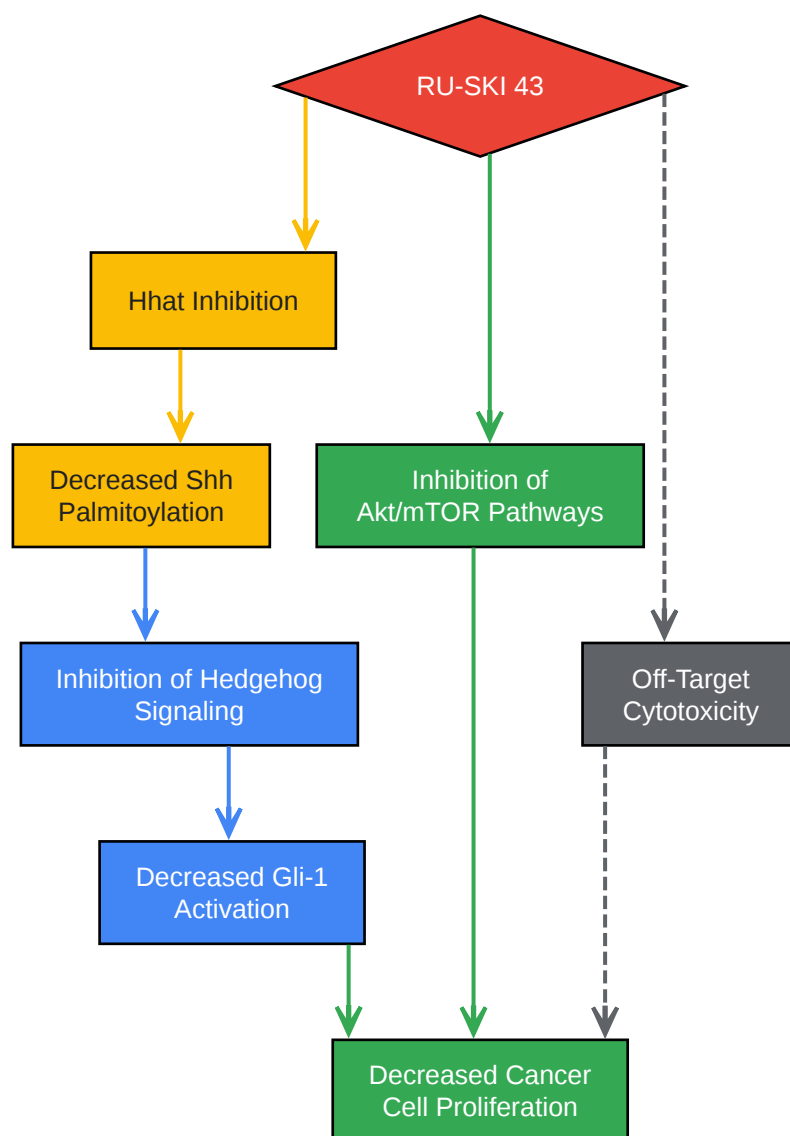 RU-SKI 43
Hhat Inhibition
Decreased Shh
Palmitoylation
Inhibition of
Akt/mTOR Pathways
Inhibition of Hedgehog
Signaling
Off-Target
Cytotoxicity
Decreased Gli-1
Activation
Decreased Cancer
Cell Proliferation